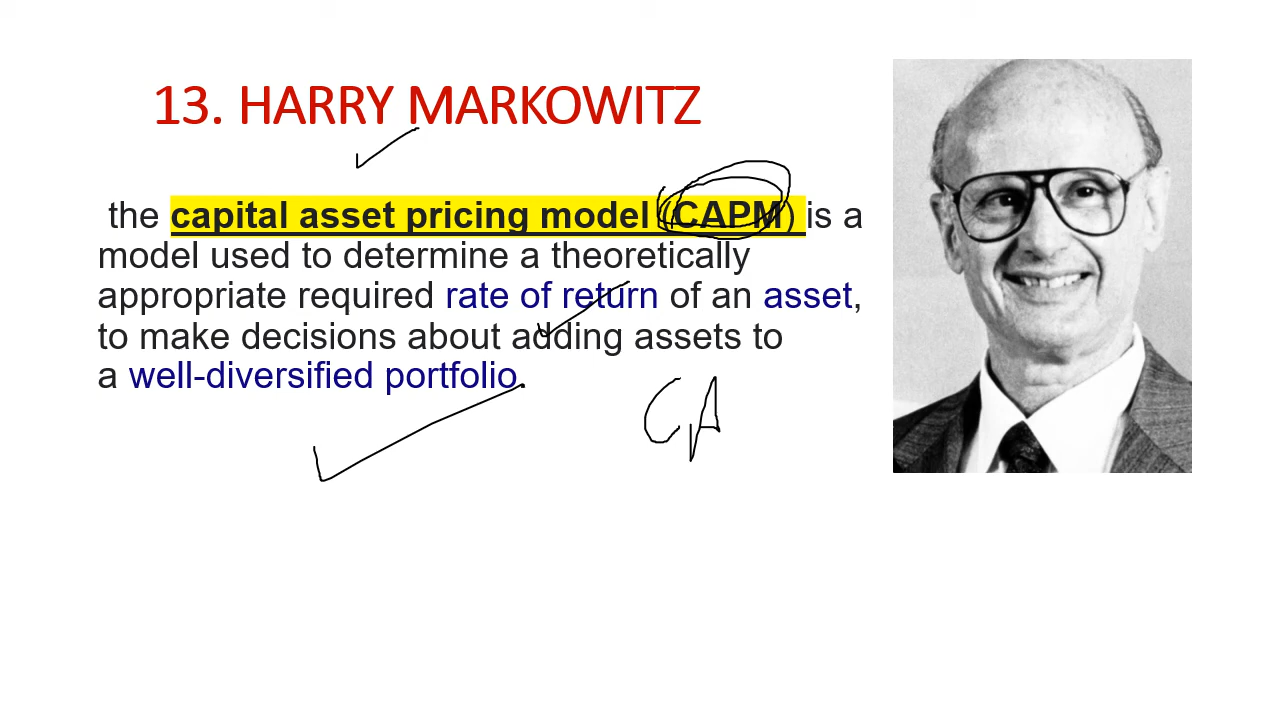 13. HARRY MARKOWITZ
the capital asset pricing model (CAPM) is a
model used to determine a theoretically
appropriate required rate of return of an asset,
to make decisions about adding assets to
a well-diversified portfolio.
CA